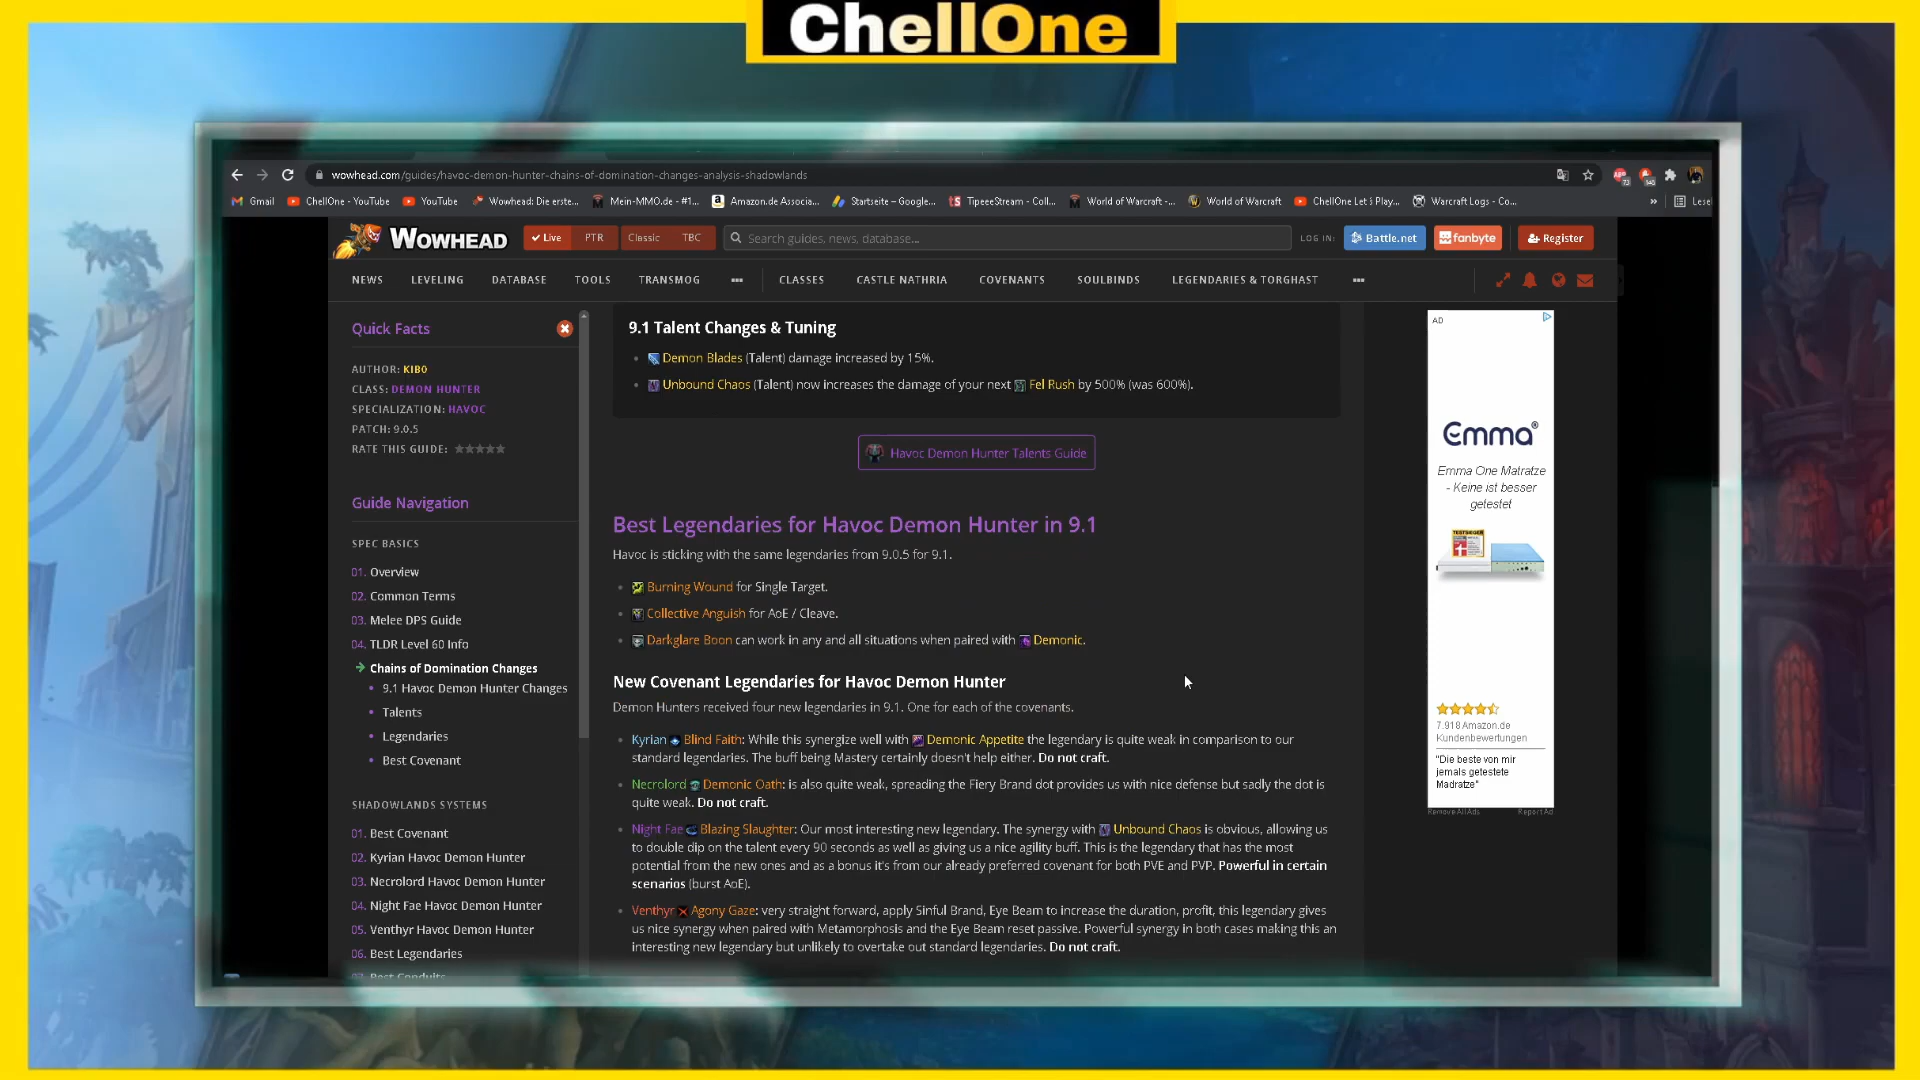 ChellOne
wowhead.com/guides/havoc-demon-hunter-chains-of-domination-changes-analysis-shadowlands
Gmail ChellOne - YouTube YouTube Wowhead: Die erste... Mein-MMO.de - #1... Amazon.de Associa... Startseite – Google... TipeeeStream - Coll... World of Warcraft -... World of Warcraft ChellOne Let´s Play... Warcraft Logs - Co... » Lese
WOWHEAD Live PTR Classic TBC Search guides, news, database... LOG IN: Battle.net fanbyte Register
NEWS LEVELING DATABASE TOOLS TRANSMOG ••• CLASSES CASTLE NATHRIA COVENANTS SOULBINDS LEGENDARIES & TORGHAST •••
Quick Facts
AUTHOR: KIB0
CLASS: DEMON HUNTER
SPECIALIZATION: HAVOC
PATCH: 9.0.5
RATE THIS GUIDE:
Guide Navigation
SPEC BASICS
01. Overview
02. Common Terms
03. Melee DPS Guide
04. TLDR Level 60 Info
Chains of Domination Changes
• 9.1 Havoc Demon Hunter Changes
• Talents
• Legendaries
• Best Covenant
SHADOWLANDS SYSTEMS
01. Best Covenant
02. Kyrian Havoc Demon Hunter
03. Necrolord Havoc Demon Hunter
04. Night Fae Havoc Demon Hunter
05. Venthyr Havoc Demon Hunter
06. Best Legendaries
07. Best Conduits
9.1 Talent Changes & Tuning
• Demon Blades (Talent) damage increased by 15%.
• Unbound Chaos (Talent) now increases the damage of your next Fel Rush by 500% (was 600%).
Havoc Demon Hunter Talents Guide
Best Legendaries for Havoc Demon Hunter in 9.1
Havoc is sticking with the same legendaries from 9.0.5 for 9.1.
• Burning Wound for Single Target.
• Collective Anguish for AoE / Cleave.
• Darkglare Boon can work in any and all situations when paired with Demonic.
New Covenant Legendaries for Havoc Demon Hunter
Demon Hunters received four new legendaries in 9.1. One for each of the covenants.
• Kyrian Blind Faith: While this synergize well with Demonic Appetite the legendary is quite weak in comparison to our
standard legendaries. The buff being Mastery certainly doesn't help either. Do not craft.
• Necrolord Demonic Oath: is also quite weak, spreading the Fiery Brand dot provides us with nice defense but sadly the dot is
quite weak. Do not craft.
• Night Fae Blazing Slaughter: Our most interesting new legendary. The synergy with Unbound Chaos is obvious, allowing us
to double dip on the talent every 90 seconds as well as giving us a nice agility buff. This is the legendary that has the most
potential from the new ones and as a bonus it's from our already preferred covenant for both PVE and PVP. Powerful in certain
scenarios (burst AoE).
• Venthyr Agony Gaze: very straight forward, apply Sinful Brand, Eye Beam to increase the duration, profit, this legendary gives
us nice synergy when paired with Metamorphosis and the Eye Beam reset passive. Powerful synergy in both cases making this an
interesting new legendary but unlikely to overtake out standard legendaries. Do not craft.
AD
Emma®
Emma One Matratze
- Keine ist besser
getestet
7.918 Amazon.de
Kundenbewertungen
"Die beste von mir
jemals getestete
Matratze"
Remove All Ads Report Ad